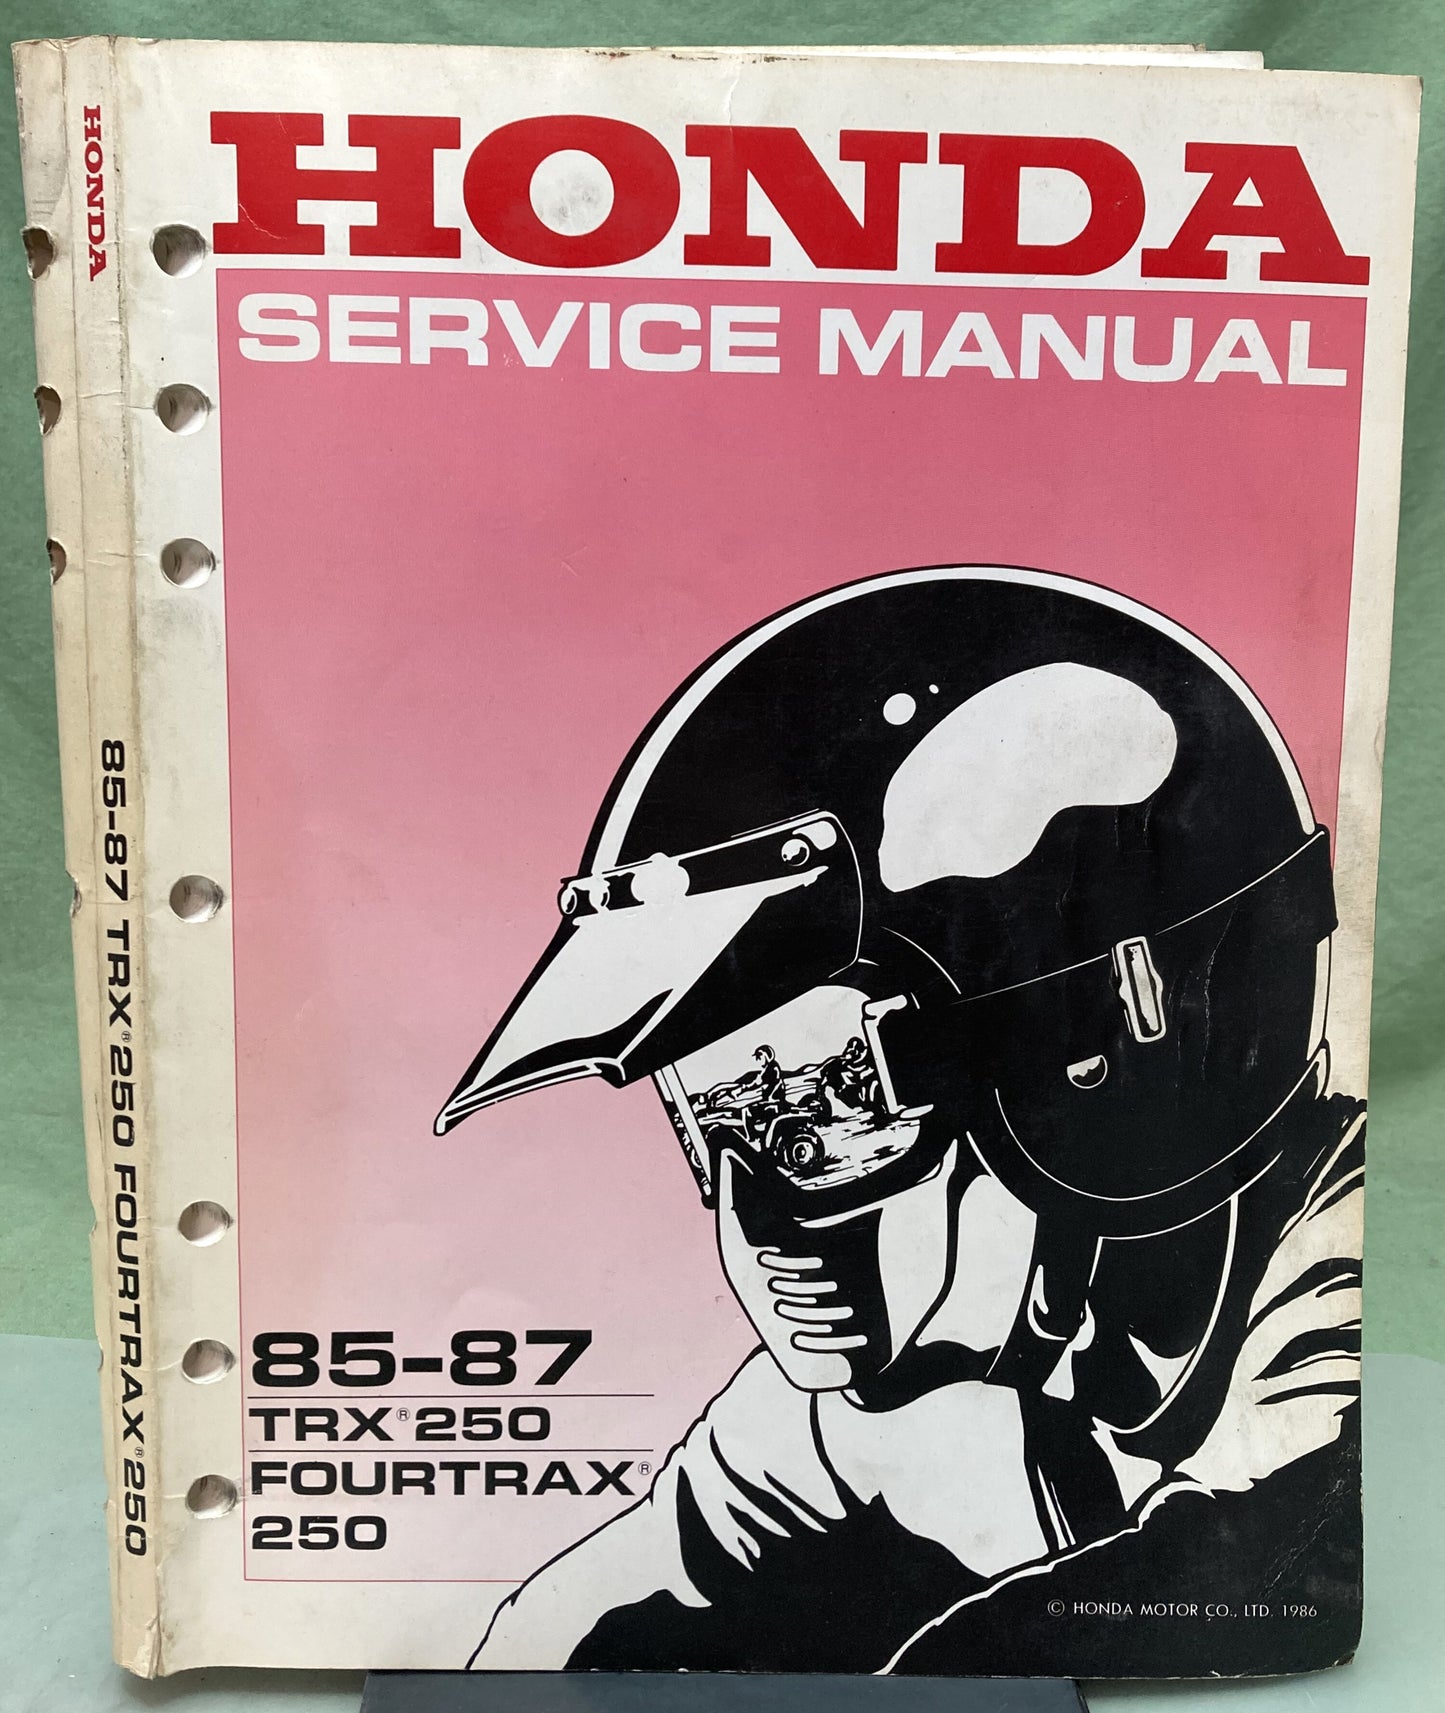 HONDA
SERVICE MANUAL
85-87
TRX® 250
FOURTRAX®
250
© HONDA MOTOR CO., LTD. 1986
HONDA
85-87 TRX® 250 FOURTRAX® 250